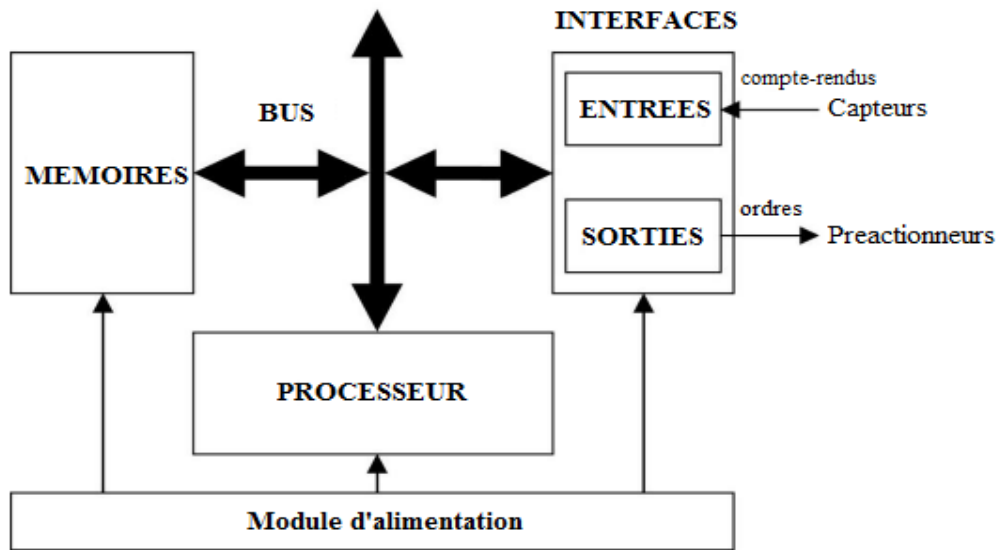 INTERFACES
compte-rendus
BUS
ENTREES
Capteurs
MEMOIRES
ordres
SORTIES
Preactionneurs
PROCESSEUR
Module d'alimentation